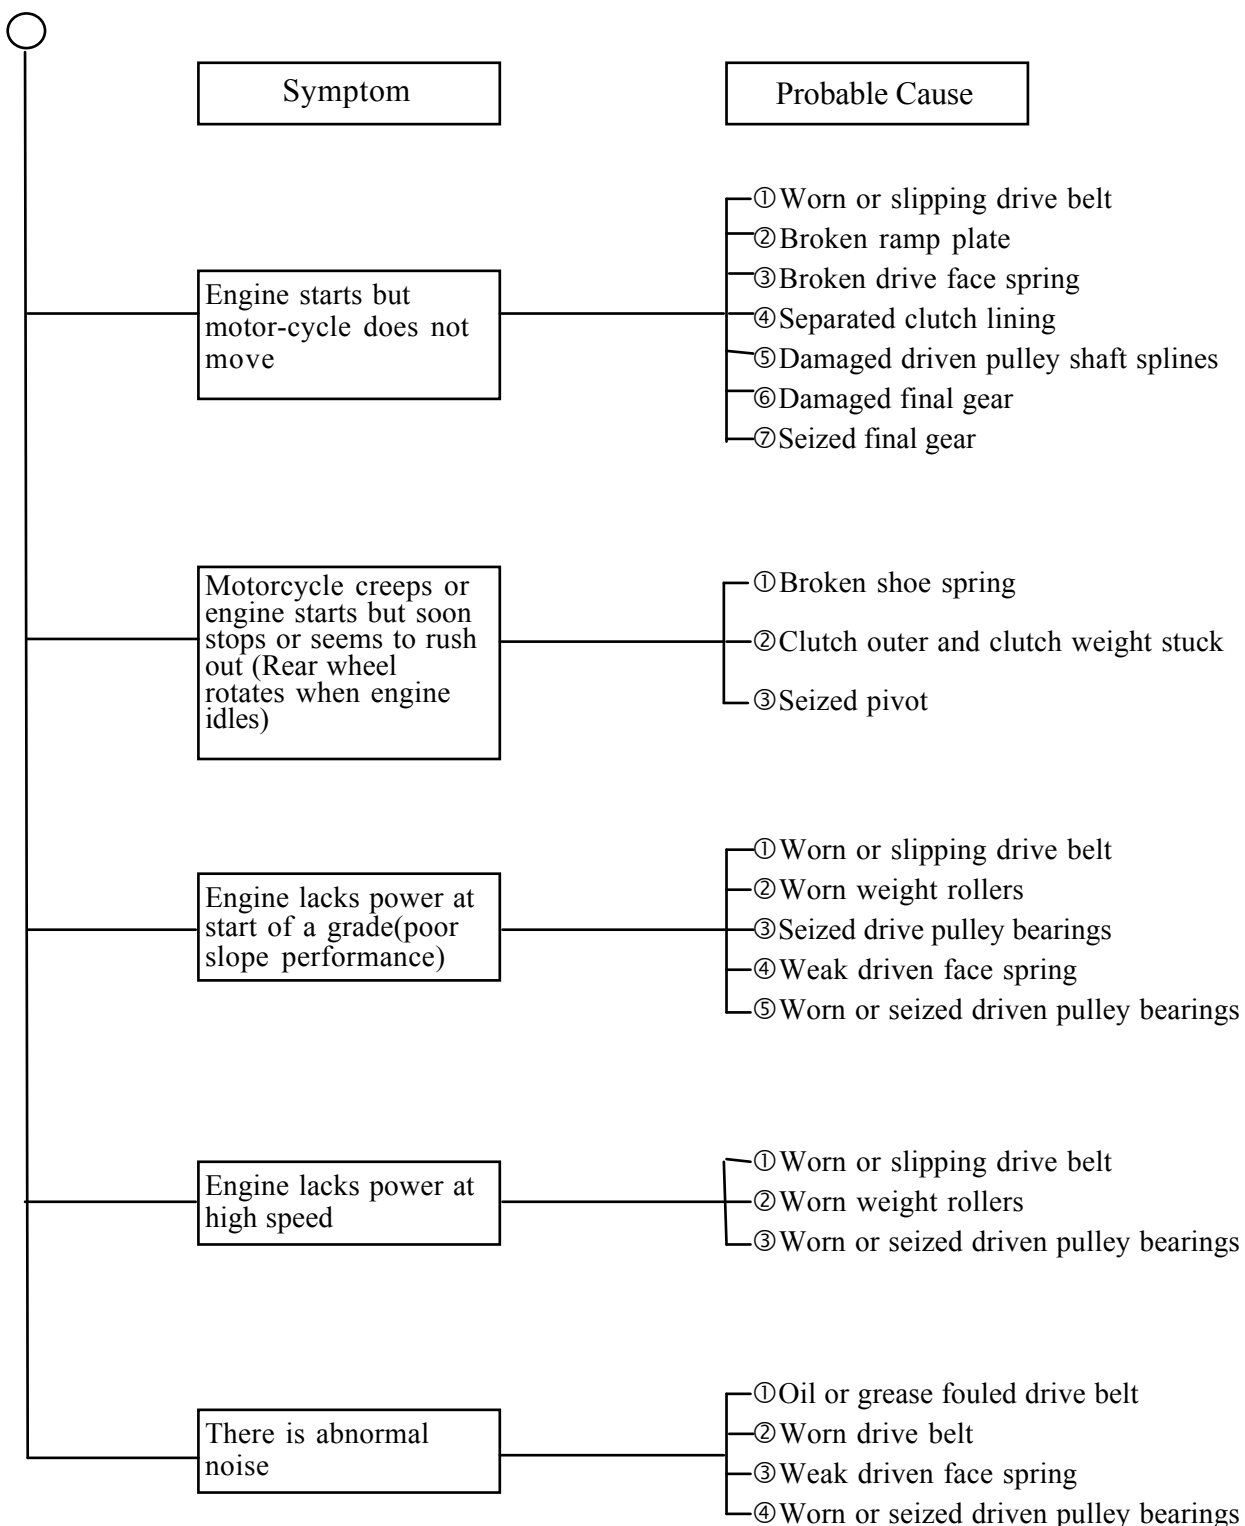 Symptom
Probable Cause
Engine starts but
motor-cycle does not
move
①Worn or slipping drive belt
②Broken ramp plate
③Broken drive face spring
④Separated clutch lining
⑤Damaged driven pulley shaft splines
⑥Damaged final gear
⑦Seized final gear
Motorcycle creeps or
engine starts but soon
stops or seems to rush
out (Rear wheel
rotates when engine
idles)
①Broken shoe spring
②Clutch outer and clutch weight stuck
③Seized pivot
Engine lacks power at
start of a grade(poor
slope performance)
①Worn or slipping drive belt
②Worn weight rollers
③Seized drive pulley bearings
④Weak driven face spring
⑤Worn or seized driven pulley bearings
Engine lacks power at
high speed
①Worn or slipping drive belt
②Worn weight rollers
③Worn or seized driven pulley bearings
There is abnormal
noise
①Oil or grease fouled drive belt
②Worn drive belt
③Weak driven face spring
④Worn or seized driven pulley bearings